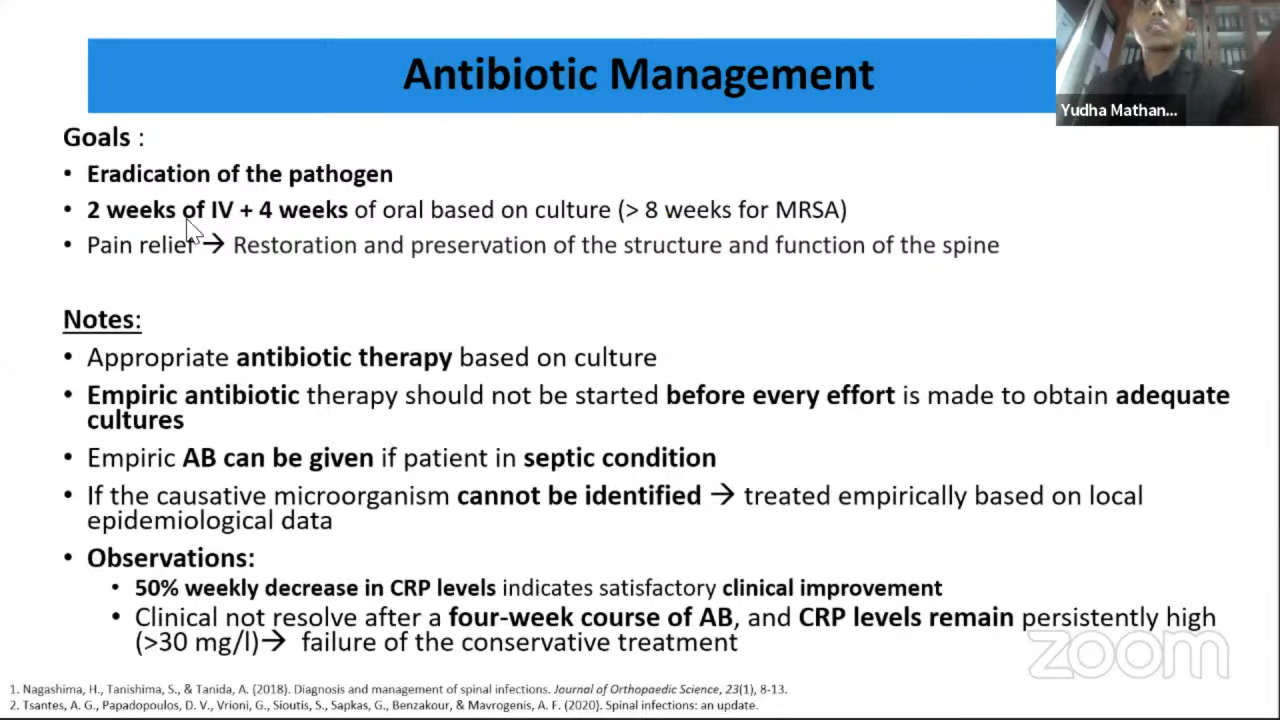 Antibiotic Management
Yudha Mathan...
Goals :
• Eradication of the pathogen
• 2 weeks of IV + 4 weeks of oral based on culture (> 8 weeks for MRSA)
• Pain relief → Restoration and preservation of the structure and function of the spine
Notes:
• Appropriate antibiotic therapy based on culture
• Empiric antibiotic therapy should not be started before every effort is made to obtain adequate
cultures
• Empiric AB can be given if patient in septic condition
• If the causative microorganism cannot be identified → treated empirically based on local
epidemiological data
• Observations:
• 50% weekly decrease in CRP levels indicates satisfactory clinical improvement
• Clinical not resolve after a four-week course of AB, and CRP levels remain persistently high
(>30 mg/l)→ failure of the conservative treatment
zoom
1. Nagashima, H., Tanishima, S., & Tanida, A. (2018). Diagnosis and management of spinal infections. Journal of Orthopaedic Science, 23(1), 8-13.
2. Tsantes, A. G., Papadopoulos, D. V., Vrioni, G., Sioutis, S., Sapkas, G., Benzakour, & Mavrogenis, A. F. (2020). Spinal infections: an update.